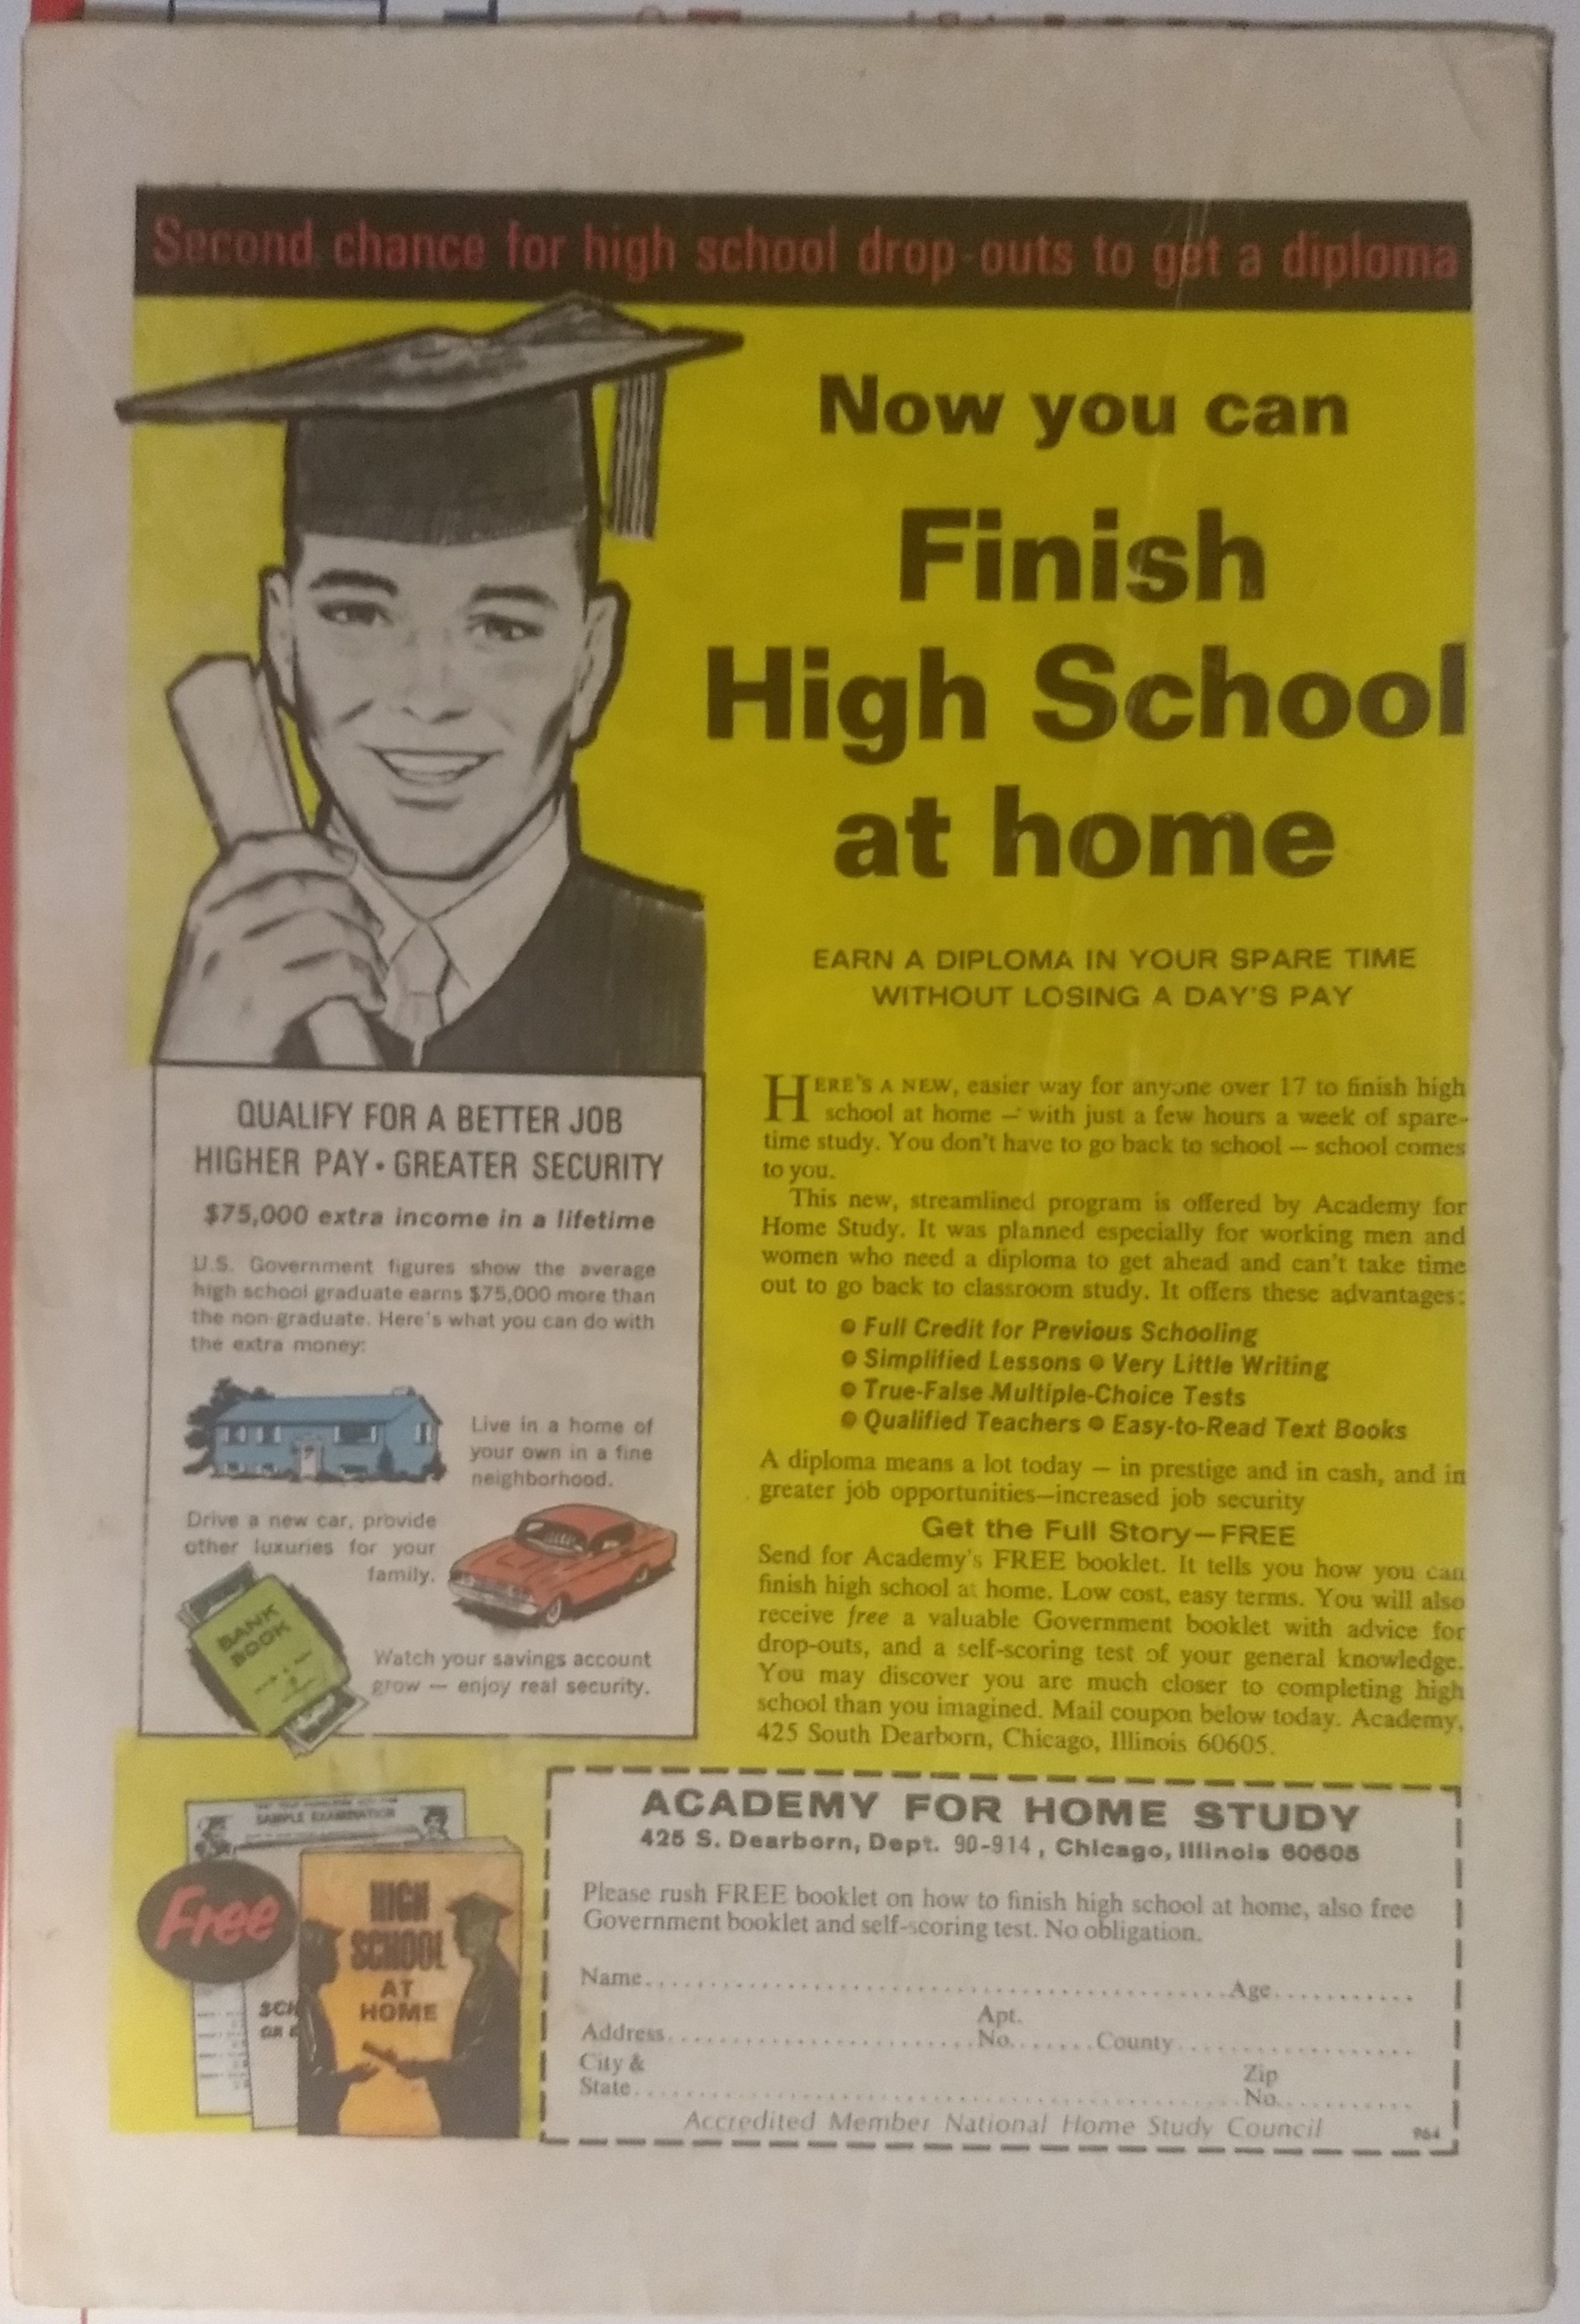 Second chance for high school drop-outs to get a diploma
Now you can
Finish
High School
at home
EARN A DIPLOMA IN YOUR SPARE TIME
WITHOUT LOSING A DAY'S PAY
QUALIFY FOR A BETTER JOB
HIGHER PAY • GREATER SECURITY
$75,000 extra income in a lifetime
U.S. Government figures show the average
high school graduate earns $75,000 more than
the non-graduate. Here's what you can do with
the extra money:
Live in a home of
your own in a fine
neighborhood.
Drive a new car, provide
other luxuries for your
family.
BANK
BOOK
Watch your savings account
grow — enjoy real security.
HERE'S A NEW, easier way for anyone over 17 to finish high
school at home — with just a few hours a week of spare-
time study. You don't have to go back to school — school comes
to you.
This new, streamlined program is offered by Academy for
Home Study. It was planned especially for working men and
women who need a diploma to get ahead and can't take time
out to go back to classroom study. It offers these advantages:
• Full Credit for Previous Schooling
• Simplified Lessons • Very Little Writing
• True-False Multiple-Choice Tests
• Qualified Teachers • Easy-to-Read Text Books
A diploma means a lot today — in prestige and in cash, and in
greater job opportunities—increased job security
Get the Full Story—FREE
Send for Academy's FREE booklet. It tells you how you can
finish high school at home. Low cost, easy terms. You will also
receive free a valuable Government booklet with advice for
drop-outs, and a self-scoring test of your general knowledge.
You may discover you are much closer to completing high
school than you imagined. Mail coupon below today. Academy,
425 South Dearborn, Chicago, Illinois 60605.
SAMPLE EXAMINATION
Free
HIGH
SCHOOL
AT
HOME
SCH
OR
ACADEMY FOR HOME STUDY
425 S. Dearborn, Dept. 90-914, Chicago, Illinois 60605
Please rush FREE booklet on how to finish high school at home, also free
Government booklet and self-scoring test. No obligation.
Name.......................................................Age.............
Apt.
Address..............................No.......County......................
City & Zip
State.......................................................No.............
Accredited Member National Home Study Council
964